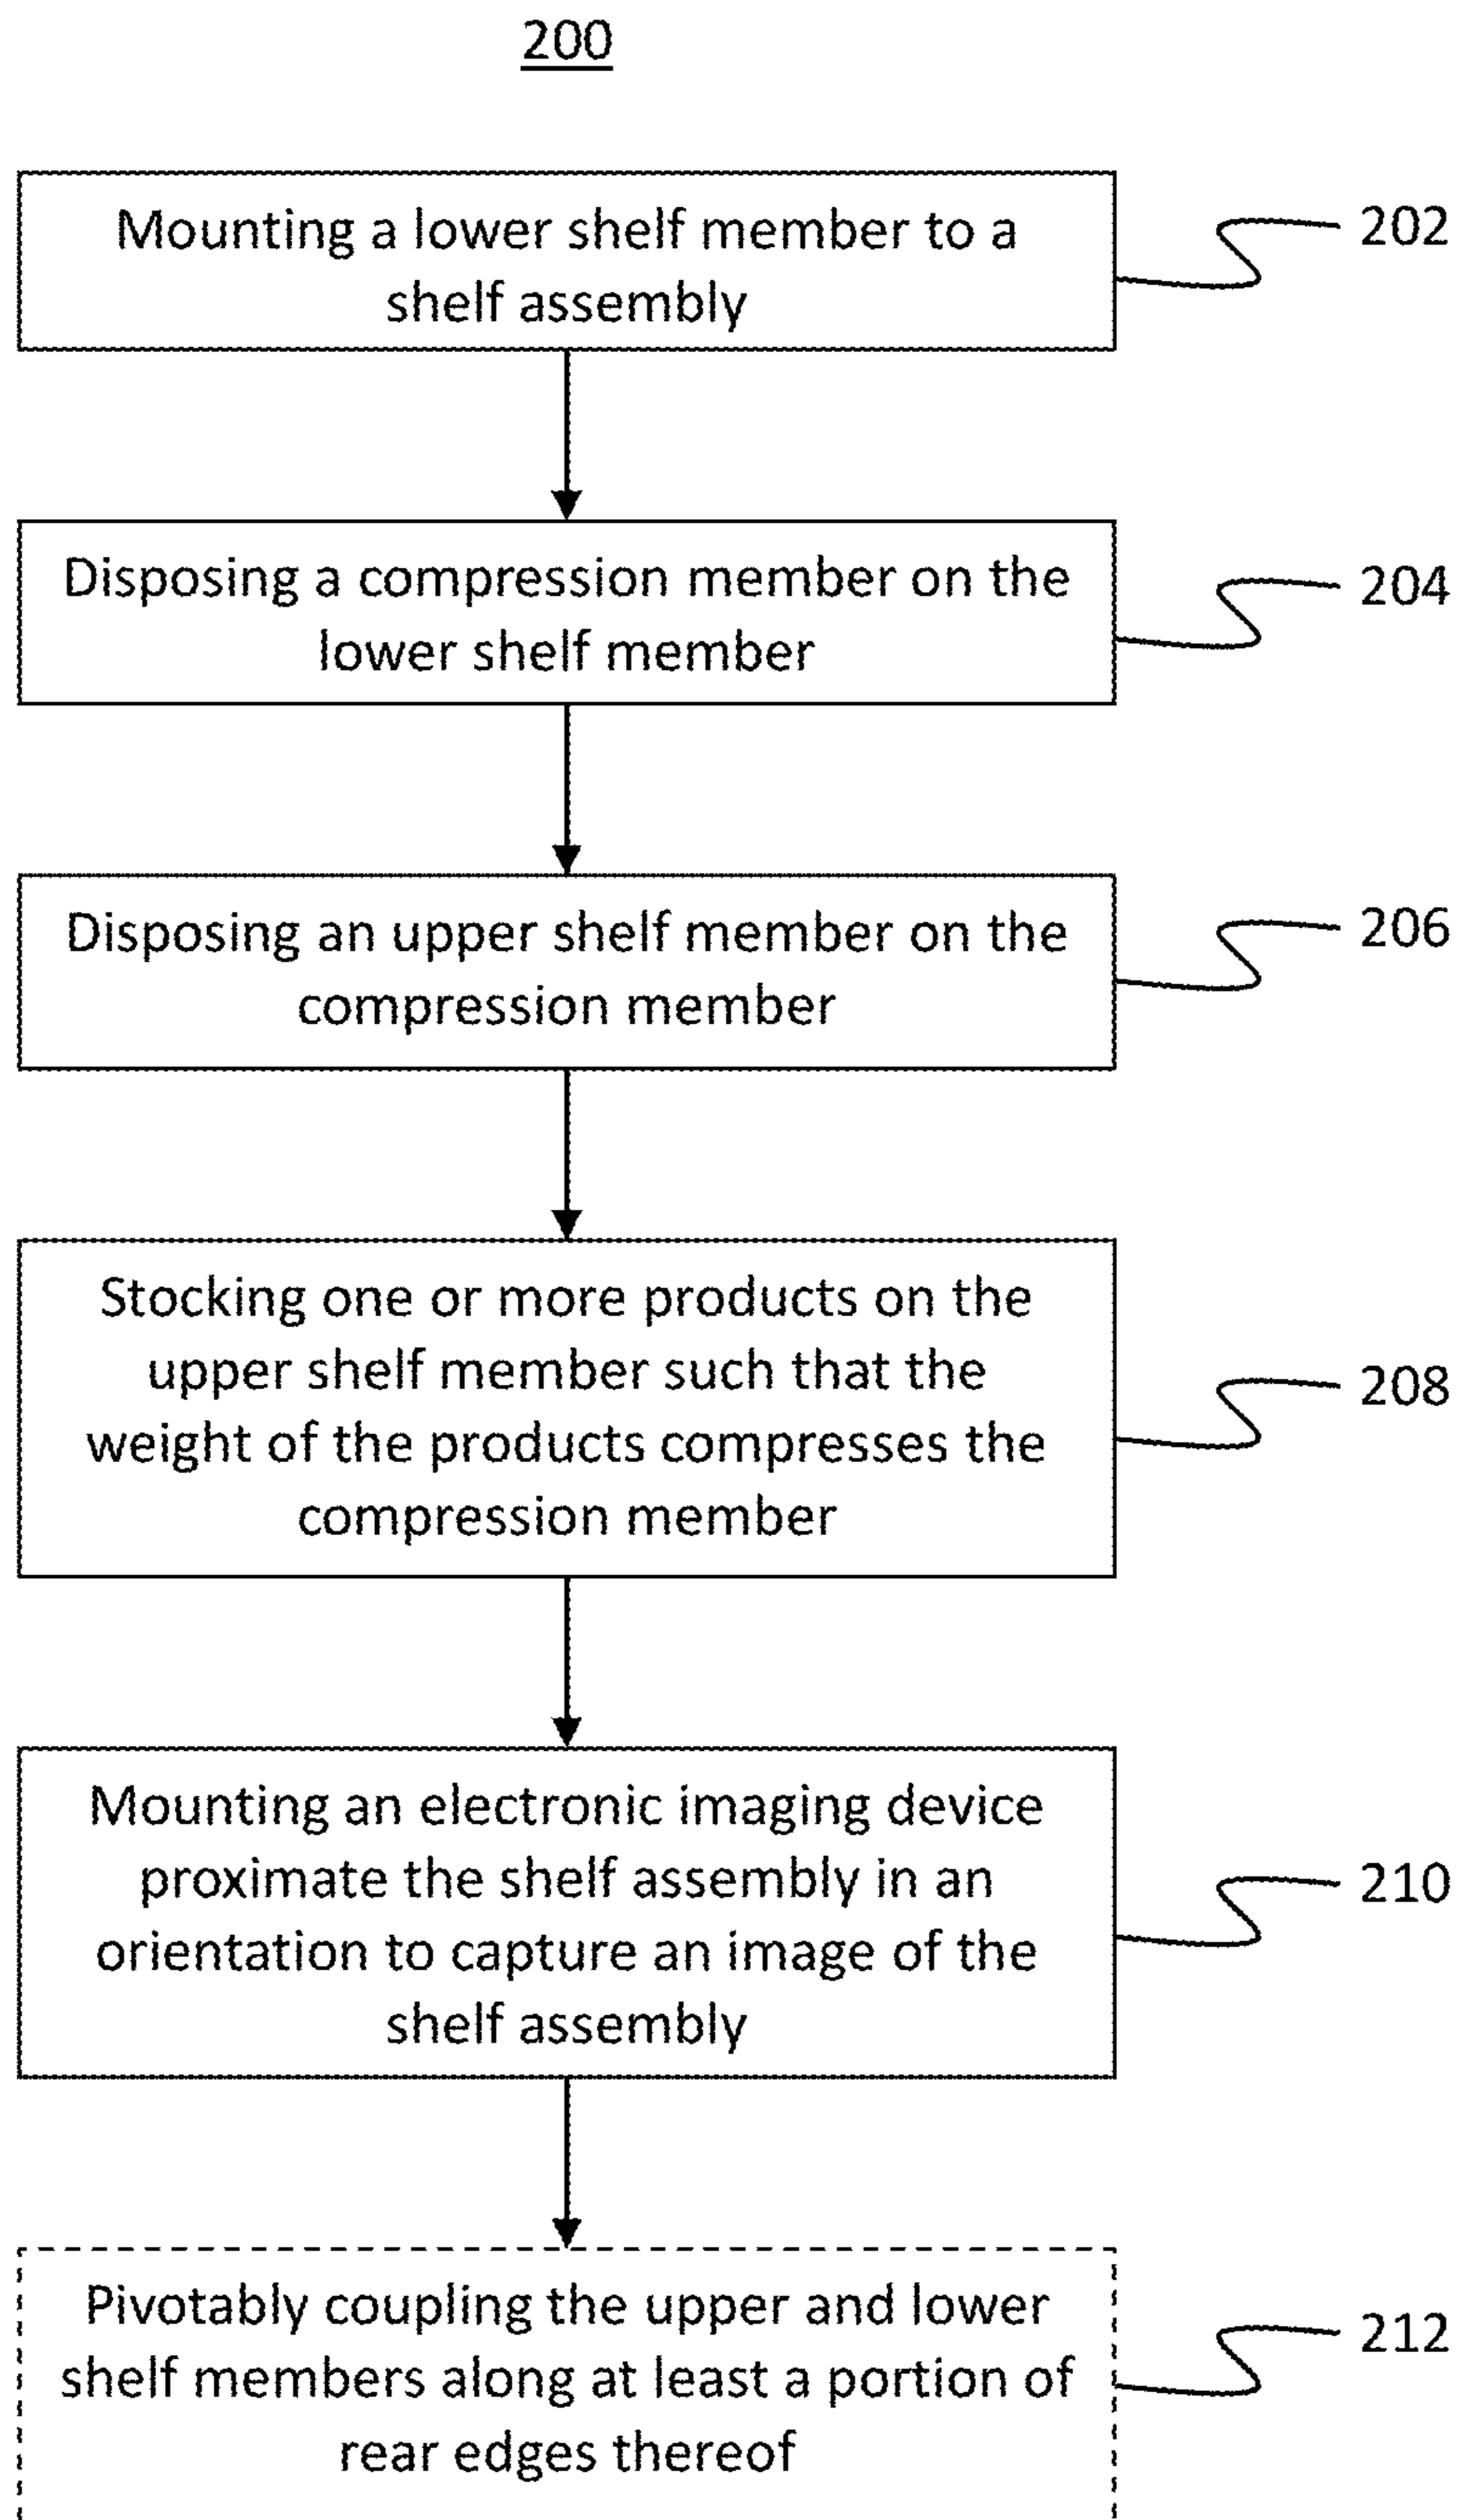 200
Mounting a lower shelf member to a
shelf assembly
202
Disposing a compression member on the
lower shelf member
204
Disposing an upper shelf member on the
compression member
206
Stocking one or more products on the
upper shelf member such that the
weight of the products compresses the
compression member
208
Mounting an electronic imaging device
proximate the shelf assembly in an
orientation to capture an image of the
shelf assembly
210
Pivotably coupling the upper and lower
shelf members along at least a portion of
rear edges thereof
212